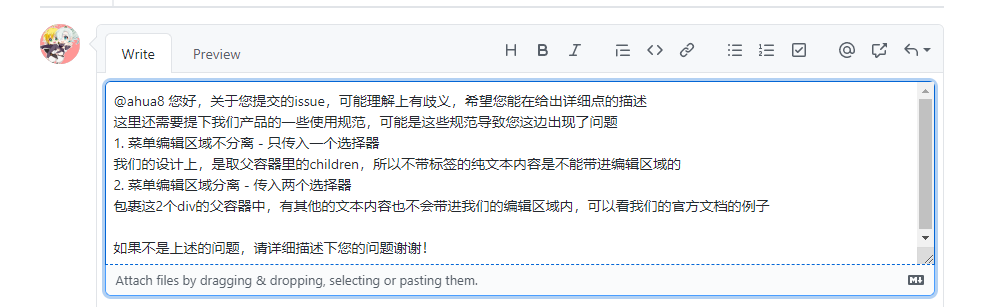 Write Preview H B I @
@ahua8 您好，关于您提交的issue，可能理解上有歧义，希望您能在给出详细点的描述
这里还需要提下我们产品的一些使用规范，可能是这些规范导致您这边出现了问题
1. 菜单编辑区域不分离 - 只传入一个选择器
我们的设计上，是取父容器里的children，所以不带标签的纯文本内容是不能带进编辑区域的
2. 菜单编辑区域分离 - 传入两个选择器
包裹这2个div的父容器中，有其他的文本内容也不会带进我们的编辑区域内，可以看我们的官方文档的例子
如果不是上述的问题，请详细描述下您的问题谢谢！
Attach files by dragging & dropping, selecting or pasting them.